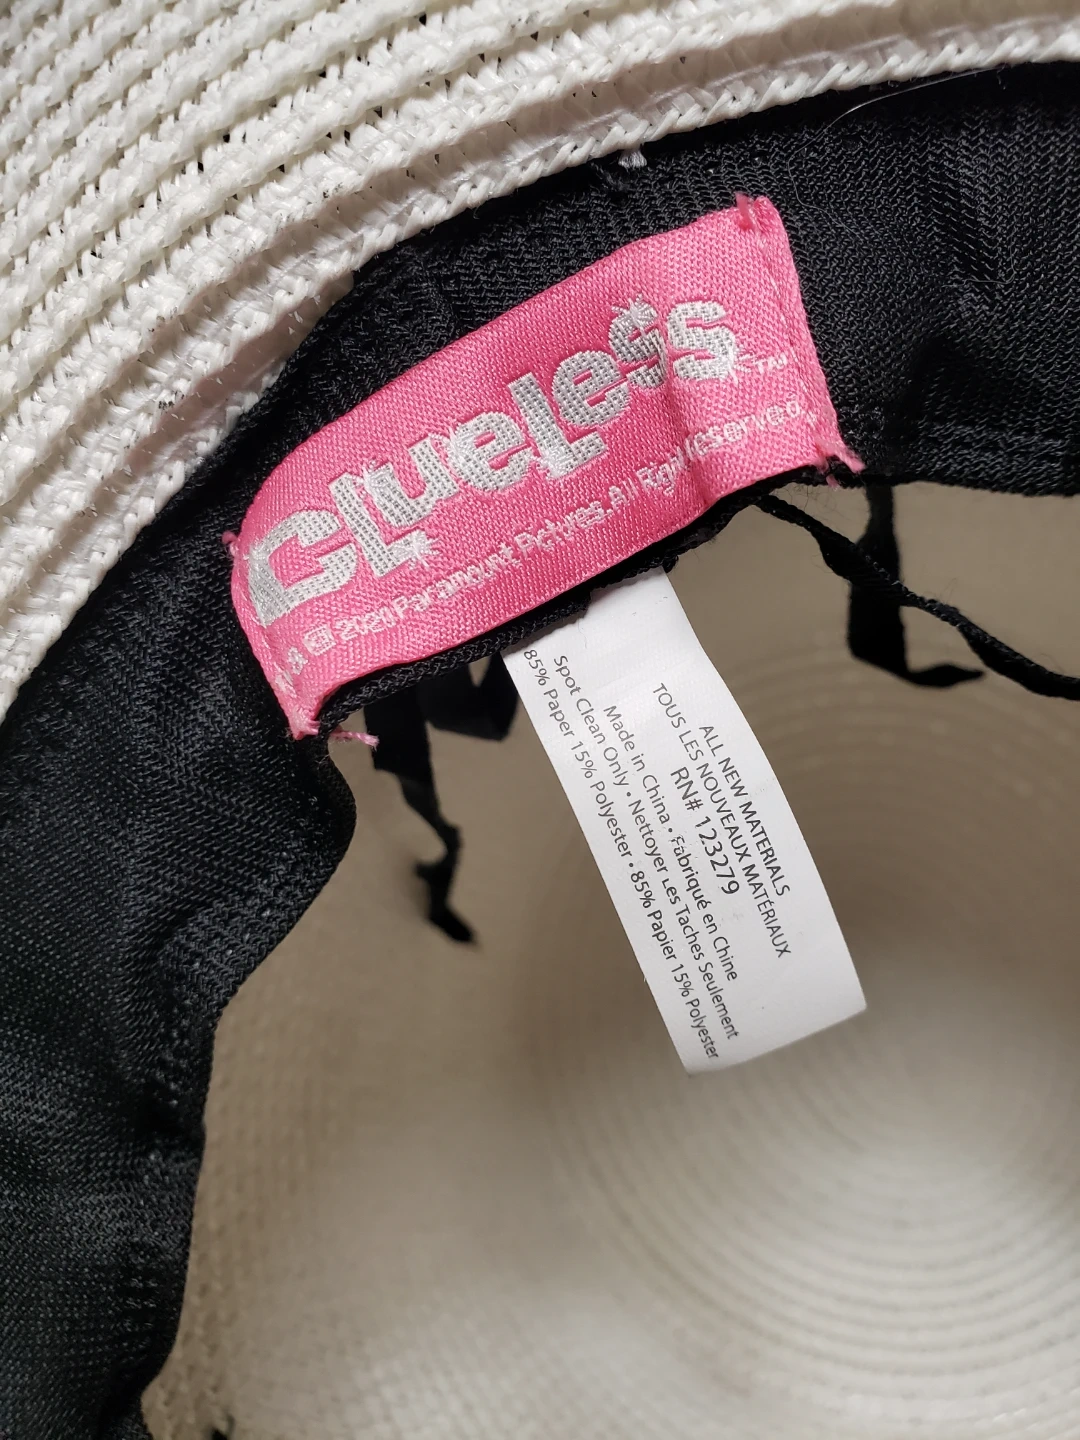 CLueLess™
™ & © 2020 Paramount Pictures. All Rights Reserved.
ALL NEW MATERIALS
TOUS LES NOUVEAUX MATÉRIAUX
RN# 123279
Made in China • Fabriqué en Chine
Spot Clean Only • Nettoyer Les Taches Seulement
85% Paper 15% Polyester • 85% Papier 15% Polyester